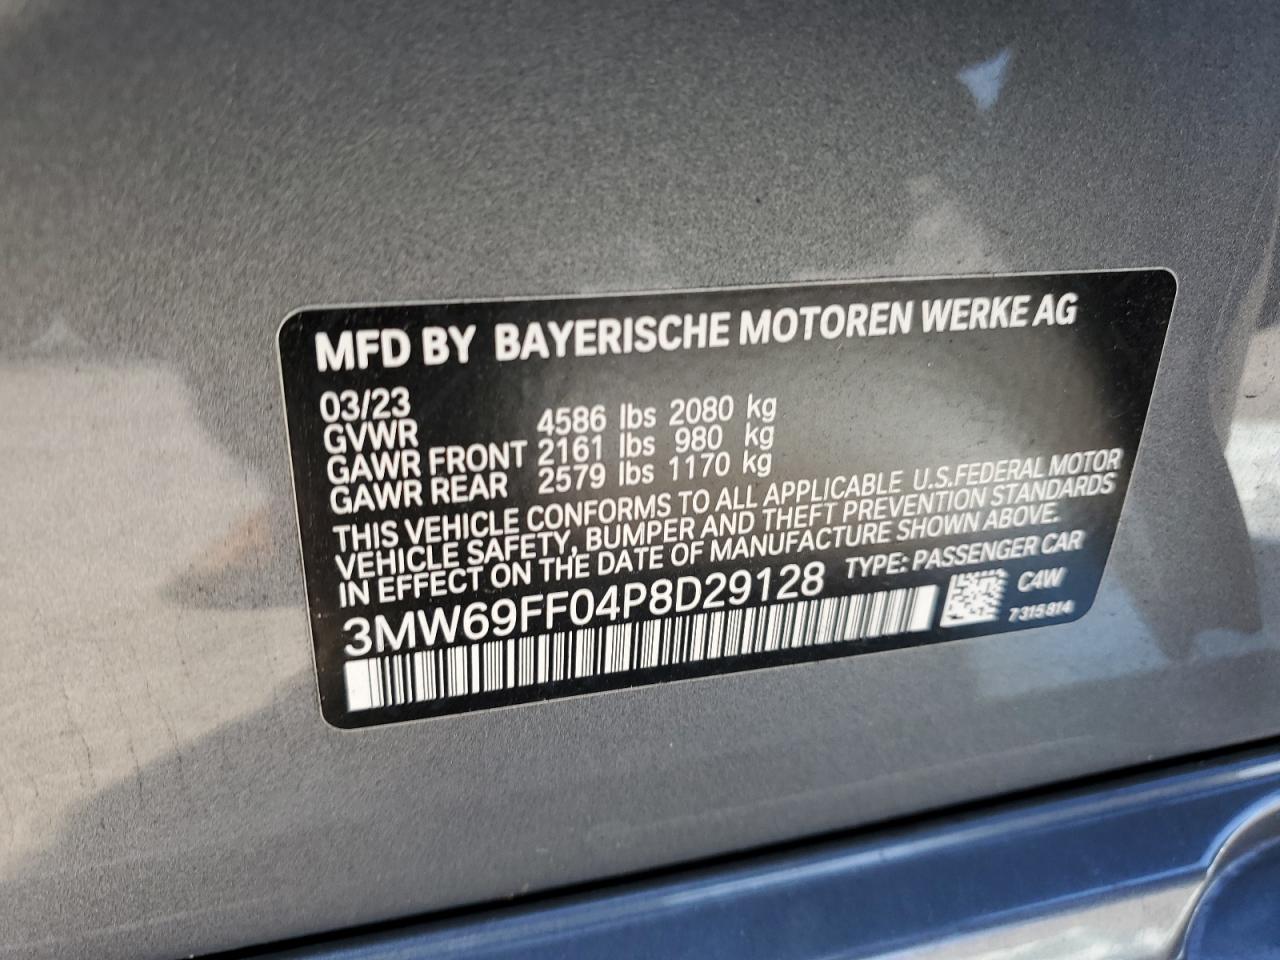 MFD BY BAYERISCHE MOTOREN WERKE AG
03/23
GVWR 4586 lbs 2080 kg
GAWR FRONT 2161 lbs 980 kg
GAWR REAR 2579 lbs 1170 kg
THIS VEHICLE CONFORMS TO ALL APPLICABLE U.S.FEDERAL MOTOR
VEHICLE SAFETY, BUMPER AND THEFT PREVENTION STANDARDS
IN EFFECT ON THE DATE OF MANUFACTURE SHOWN ABOVE.
3MW69FF04P8D29128 TYPE: PASSENGER CAR
C4W
7315814